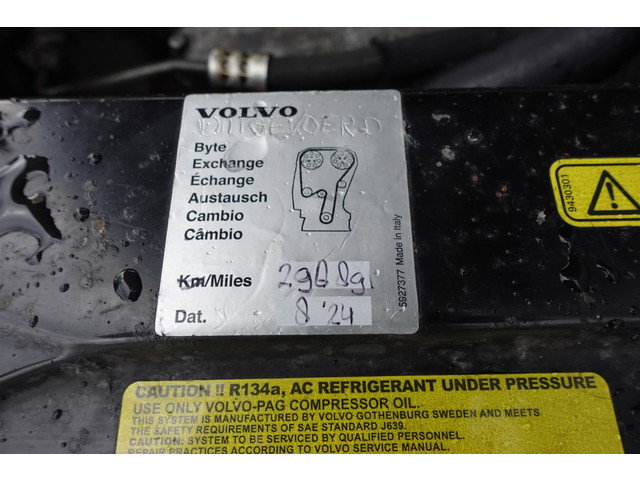 VOLVO
Byte
Exchange
Échange
Austausch
Cambio
Câmbio
Km/Miles
Dat.
8 '24
5627377 Made in Italy
9430301
CAUTION !! R134a, AC REFRIGERANT UNDER PRESSURE
USE ONLY VOLVO-PAG COMPRESSOR OIL.
THIS SYSTEM IS MANUFACTURED BY VOLVO GOTHENBURG SWEDEN AND MEETS
THE SAFETY REQUIREMENTS OF SAE STANDARD J639.
CAUTION: SYSTEM TO BE SERVICED BY QUALIFIED PERSONNEL.
REPAIR PRACTICES ACCORDING TO VOLVO SERVICE MANUAL.